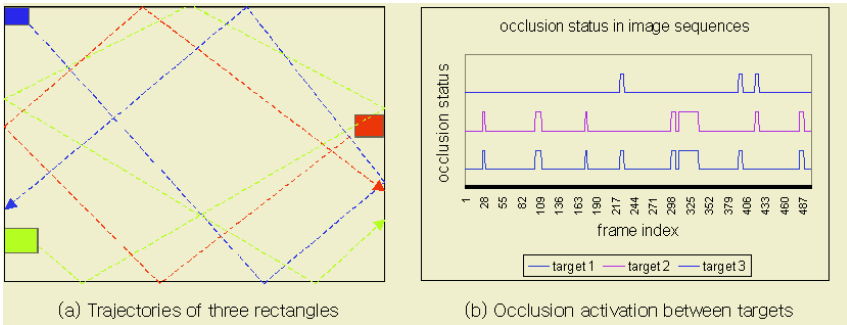 occlusion status in image sequences
occlusion status
1 28 55 82 109 136 163 190 217 244 271 298 325 352 379 406 433 460 487
frame index
target 1 target 2 target 3
(a) Trajectories of three rectangles
(b) Occlusion activation between targets